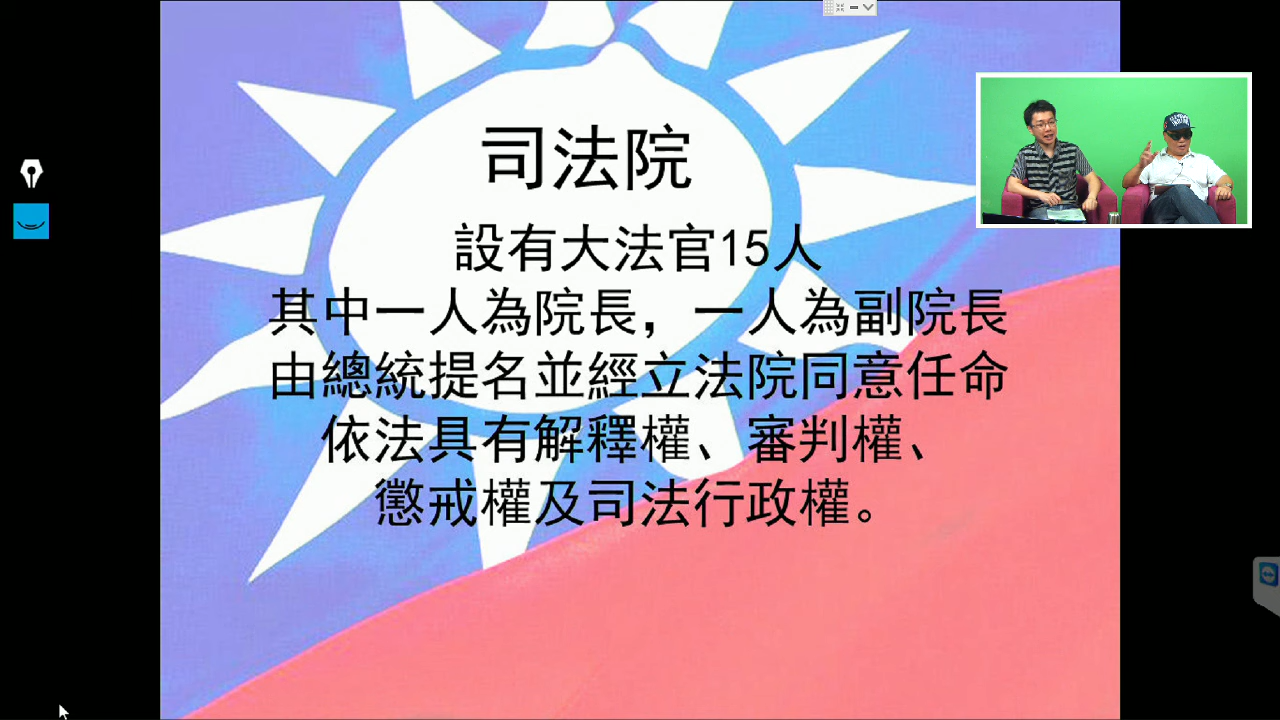 司法院
設有大法官15人
其中一人為院長，一人為副院長
由總統提名並經立法院同意任命
依法具有解釋權、審判權、
懲戒權及司法行政權。